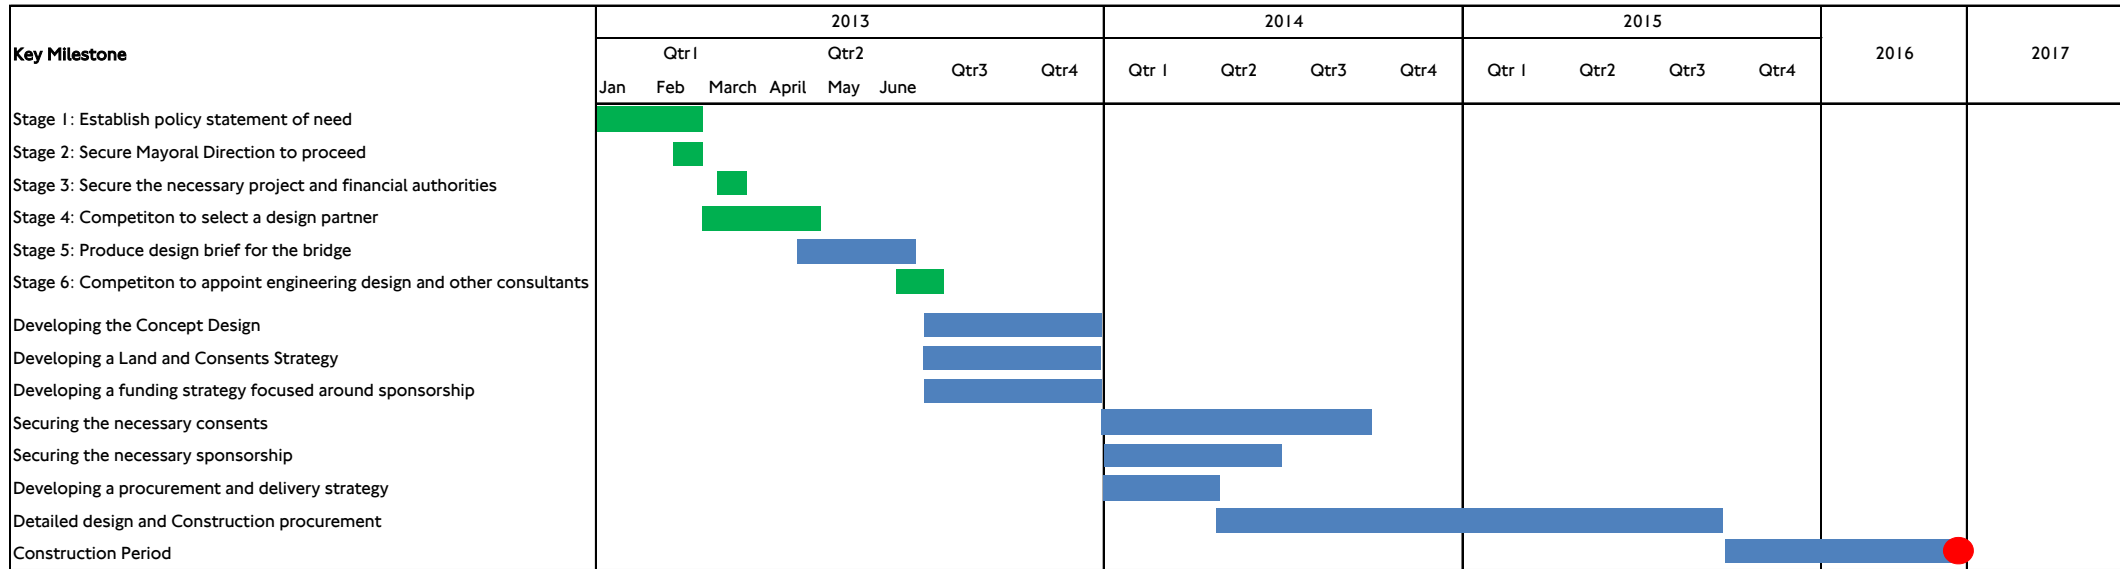 2013 2014 2015
Key Milestone Qtr1 Qtr2 2016 2017
Qtr3 Qtr4 Qtr 1 Qtr2 Qtr3 Qtr4 Qtr 1 Qtr2 Qtr3 Qtr4
Jan Feb March April May June
Stage 1: Establish policy statement of need
Stage 2: Secure Mayoral Direction to proceed
Stage 3: Secure the necessary project and financial authorities
Stage 4: Competiton to select a design partner
Stage 5: Produce design brief for the bridge
Stage 6: Competiton to appoint engineering design and other consultants
Developing the Concept Design
Developing a Land and Consents Strategy
Developing a funding strategy focused around sponsorship
Securing the necessary consents
Securing the necessary sponsorship
Developing a procurement and delivery strategy
Detailed design and Construction procurement
Construction Period